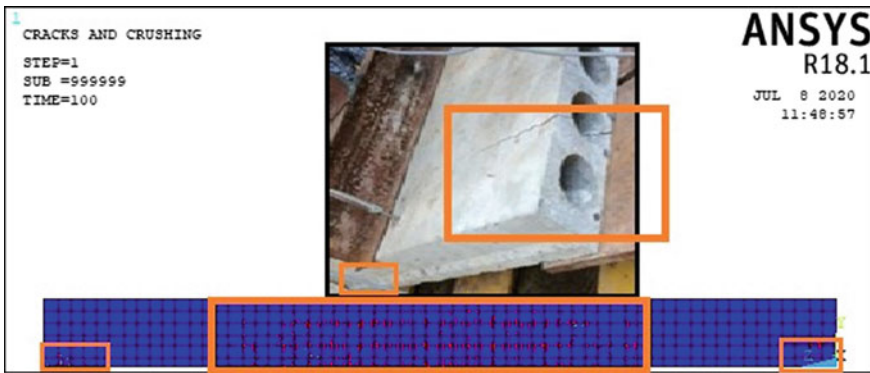 1
CRACKS AND CRUSHING
STEP=1
SUB =999999
TIME=100
ANSYS
R18.1
JUL 8 2020
11:48:57
Y
Z X